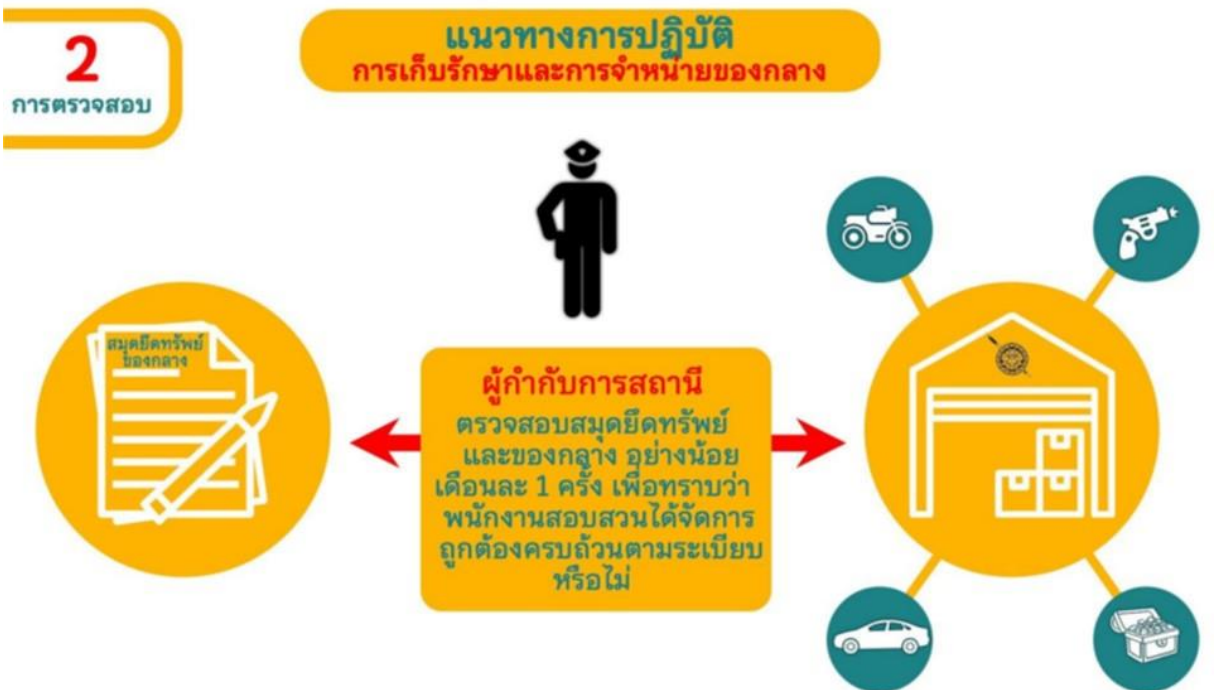 2
การตรวจสอบ
แนวทางการปฏิบัติ
การเก็บรักษาและการจำหน่ายของกลาง
สมุดยึดทรัพย์
ของกลาง
ผู้กำกับการสถานี
ตรวจสอบสมุดยึดทรัพย์
และของกลาง อย่างน้อย
เดือนละ 1 ครั้ง เพื่อทราบว่า
พนักงานสอบสวนได้จัดการ
ถูกต้องครบถ้วนตามระเบียบ
หรือไม่